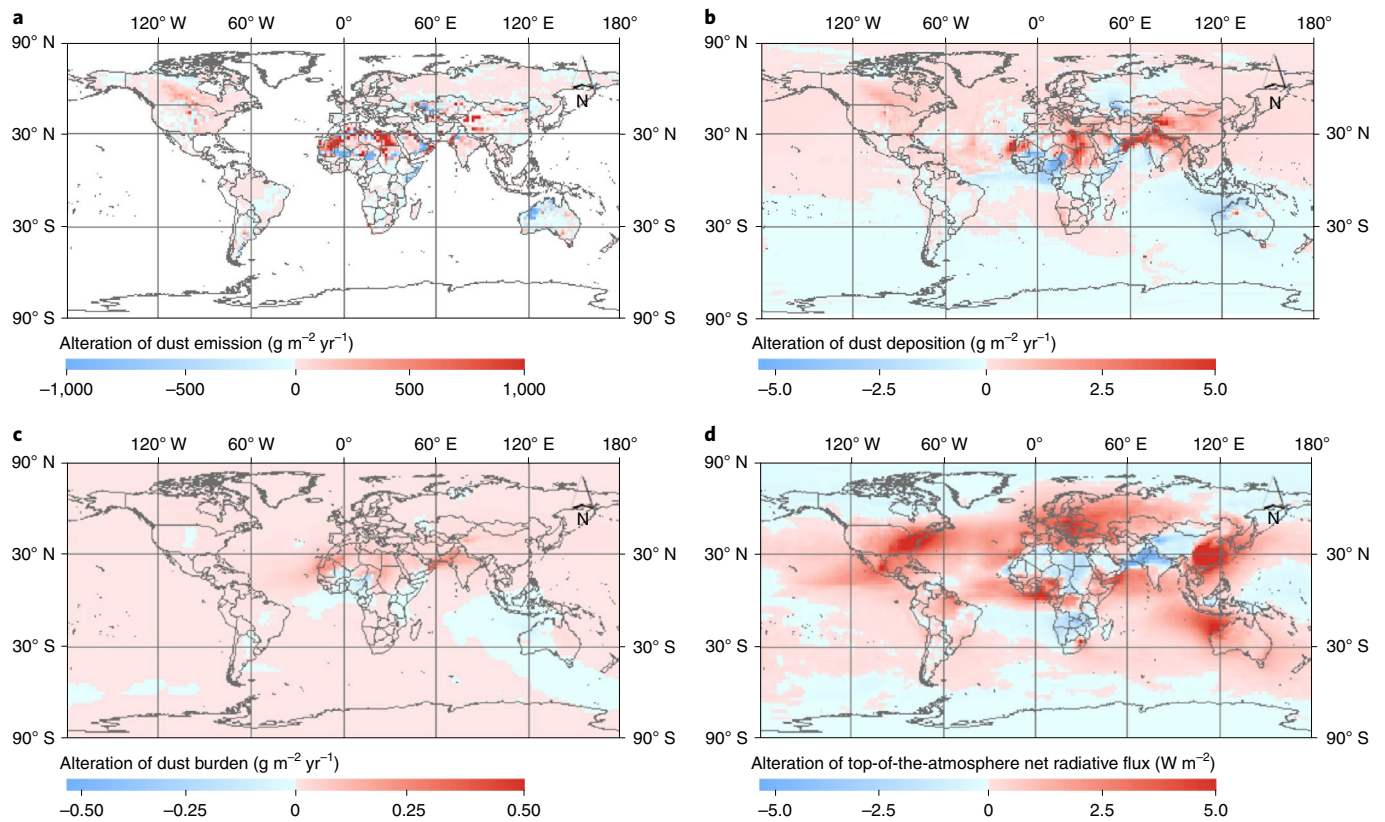 a
120° W 60° W 0° 60° E 120° E 180°
90° N
30° N 30° N
30° S 30° S
90° S 90° S
N
Alteration of dust emission (g m⁻² yr⁻¹)
−1,000 −500 0 500 1,000
b
120° W 60° W 0° 60° E 120° E 180°
90° N
30° N 30° N
30° S 30° S
90° S
N
Alteration of dust deposition (g m⁻² yr⁻¹)
−5.0 −2.5 0 2.5 5.0
c
120° W 60° W 0° 60° E 120° E 180°
90° N
30° N 30° N
30° S 30° S
90° S 90° S
N
Alteration of dust burden (g m⁻² yr⁻¹)
−0.50 −0.25 0 0.25 0.50
d
120° W 60° W 0° 60° E 120° E 180°
90° N
30° N 30° N
30° S 30° S
90° S 90° S
N
Alteration of top-of-the-atmosphere net radiative flux (W m⁻²)
−5.0 −2.5 0 2.5 5.0